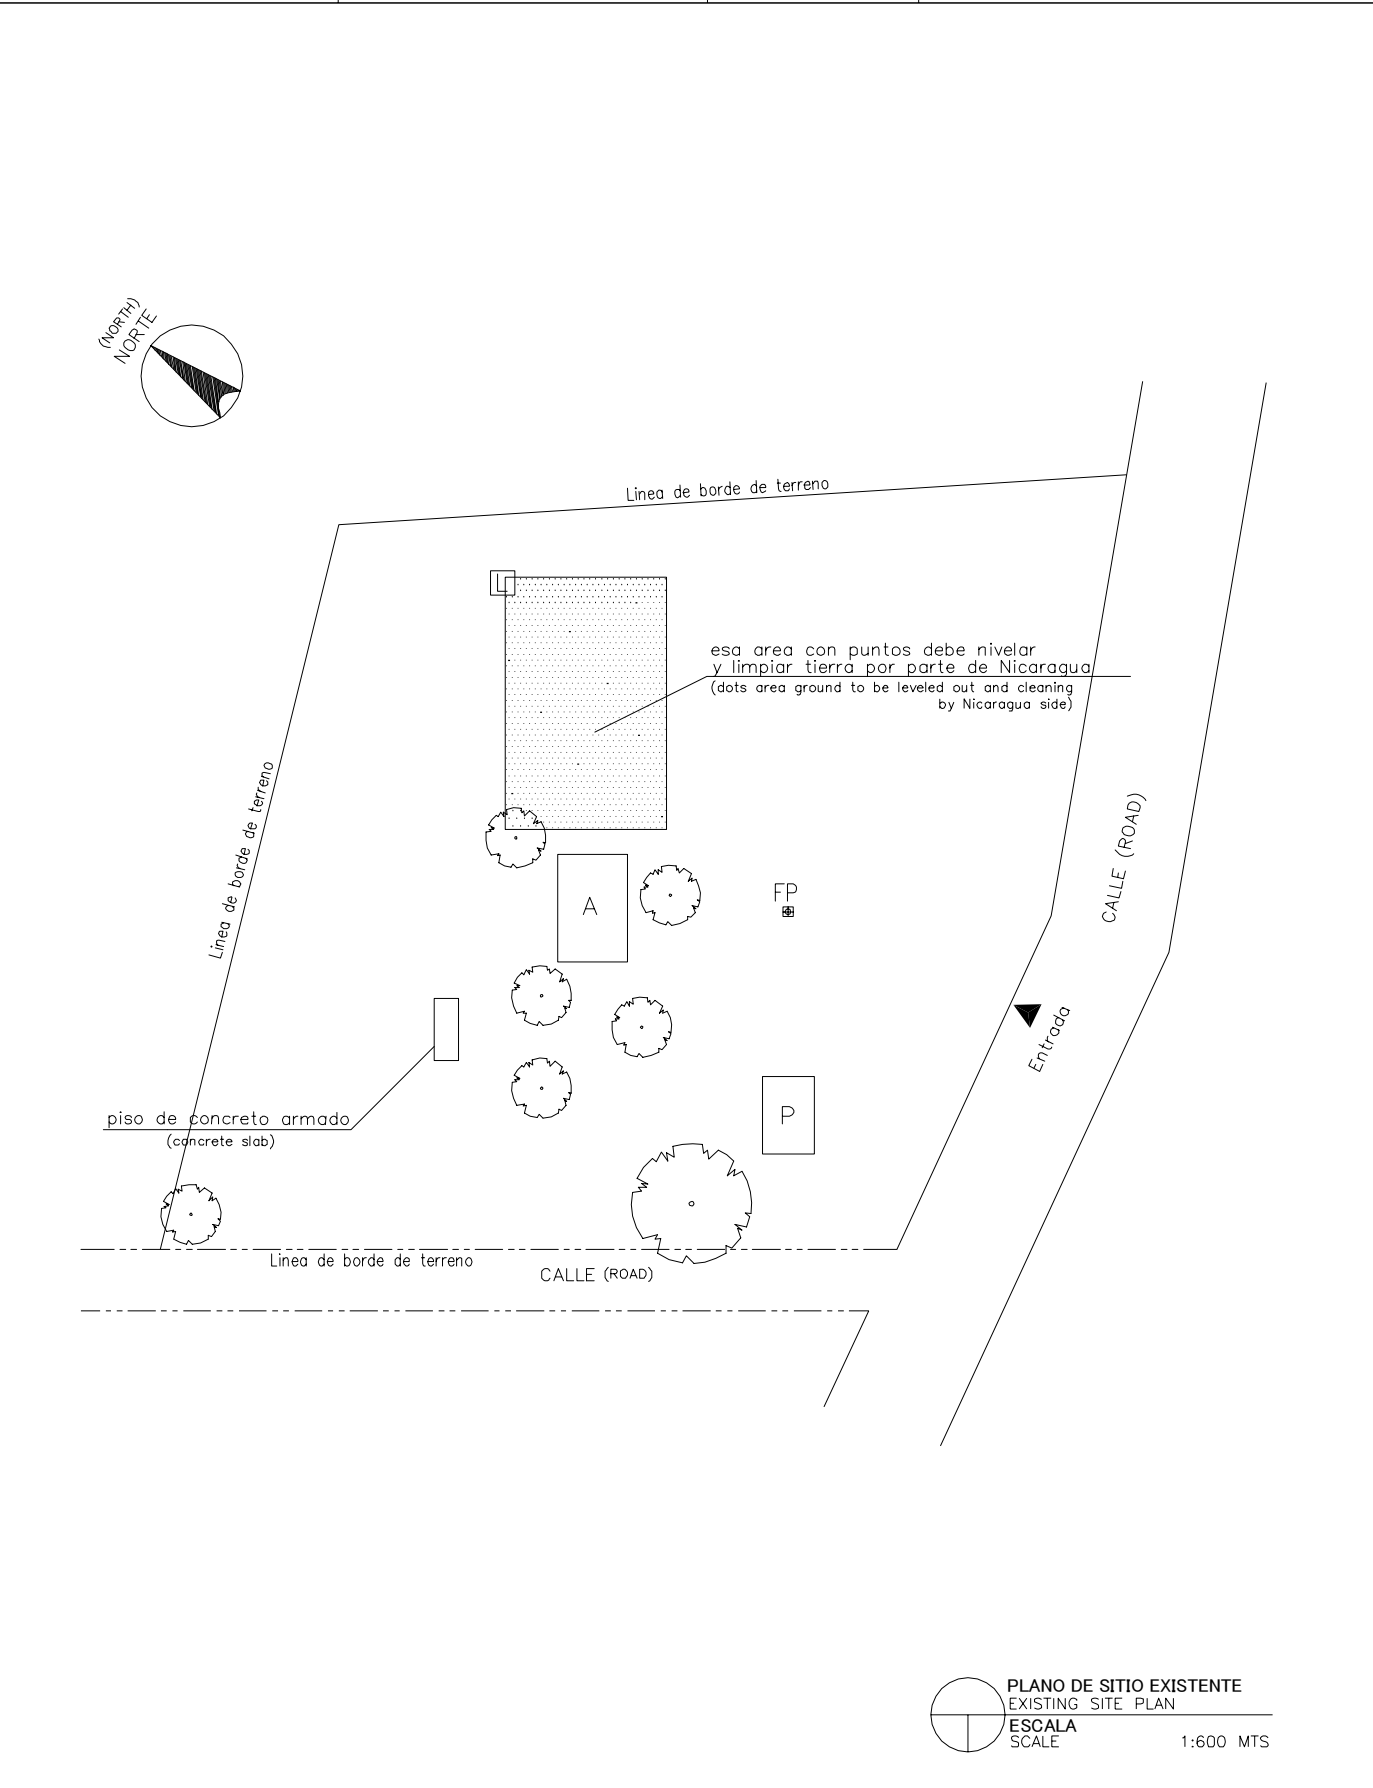 (NORTH)
NORTE
Linea de borde de terreno
L
esa area con puntos debe nivelar
y limpiar tierra por parte de Nicaragua
(dots area ground to be leveled out and cleaning
by Nicaragua side)
Linea de borde de terreno
CALLE (ROAD)
A
FP
Entrada
P
piso de concreto armado
(concrete slab)
Linea de borde de terreno
CALLE (ROAD)
PLANO DE SITIO EXISTENTE
EXISTING SITE PLAN
ESCALA
SCALE 1:600 MTS